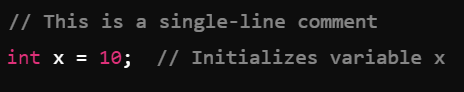 // This is a single-line comment
int x = 10;  // Initializes variable x